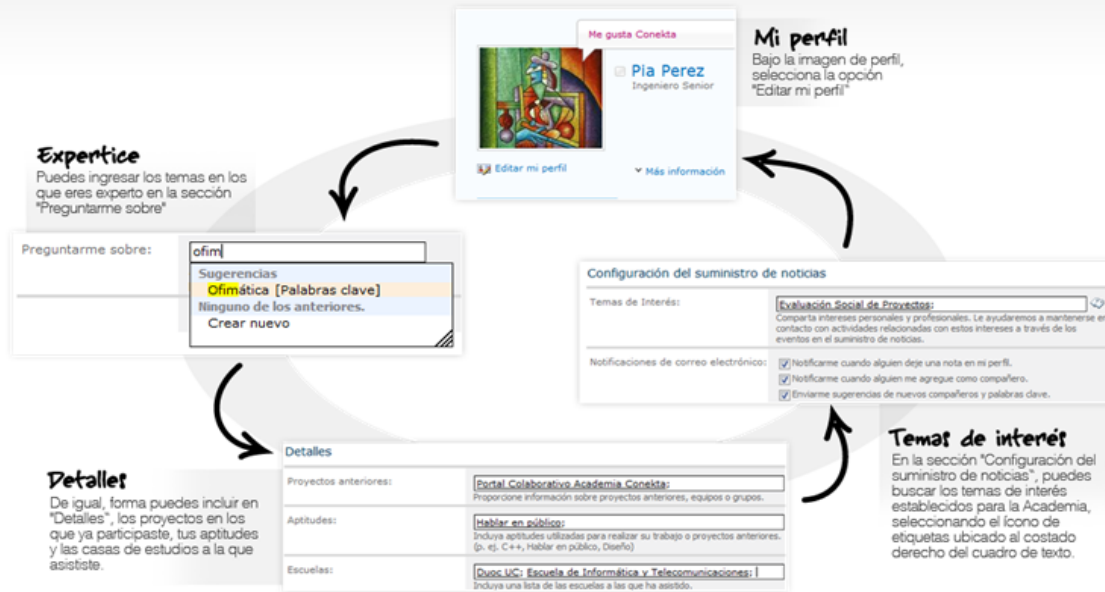 Me gusta Conekta
Pia Perez
Ingeniero Senior
Editar mi perfil
Más información
Mi perfil
Bajo la imagen de perfil,
selecciona la opción
"Editar mi perfil"
Expertice
Puedes ingresar los temas en los
que eres experto en la sección
"Preguntarme sobre"
Preguntarme sobre:
ofim
Sugerencias
Ofimática [Palabras clave]
Ninguno de los anteriores.
Crear nuevo
Configuración del suministro de noticias
Temas de Interés:
Evaluación Social de Proyectos;
Comparta intereses personales y profesionales. Le ayudaremos a mantenerse en
contacto con actividades relacionadas con estos intereses a través de los
eventos en el suministro de noticias.
Notificaciones de correo electrónico:
Notificarme cuando alguien deje una nota en mi perfil.
Notificarme cuando alguien me agregue como compañero.
Enviarme sugerencias de nuevos compañeros y palabras clave.
Detalles
De igual, forma puedes incluir en
"Detalles", los proyectos en los
que ya participaste, tus aptitudes
y las casas de estudios a la que
asististe.
Detalles
Proyectos anteriores:
Portal Colaborativo Academia Conekta;
Proporcione información sobre proyectos anteriores, equipos o grupos.
Aptitudes:
Hablar en público;
Incluya aptitudes utilizadas para realizar su trabajo o proyectos anteriores.
(p. ej. C++, Hablar en público, Diseño)
Escuelas:
Duoc UC; Escuela de Informática y Telecomunicaciones;
Incluya una lista de las escuelas a las que ha asistido.
Temas de interés
En la sección "Configuración del
suministro de noticias", puedes
buscar los temas de interés
establecidos para la Academia,
seleccionando el ícono de
etiquetas ubicado al costado
derecho del cuadro de texto.